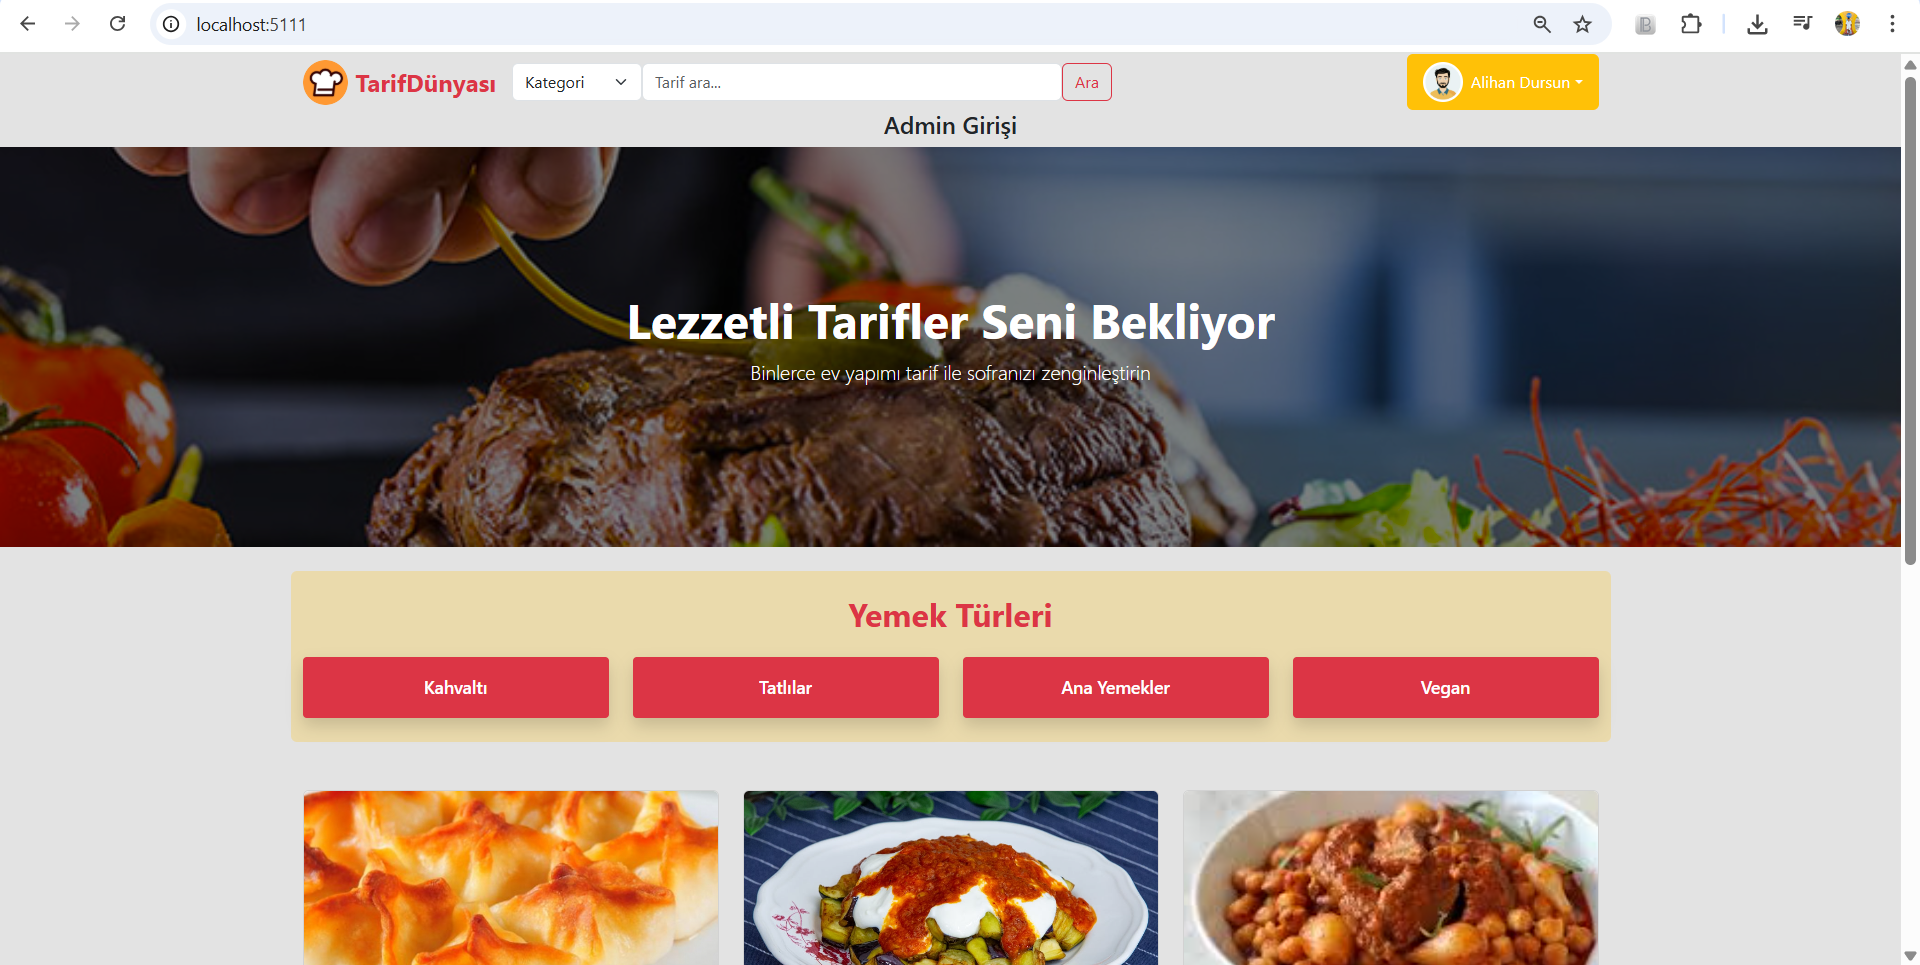 localhost:5111
TarifDünyası Kategori Tarif ara... Ara Alihan Dursun
Admin Girişi
Lezzetli Tarifler Seni Bekliyor
Binlerce ev yapımı tarif ile sofranızı zenginleştirin
Yemek Türleri
Kahvaltı Tatlılar Ana Yemekler Vegan